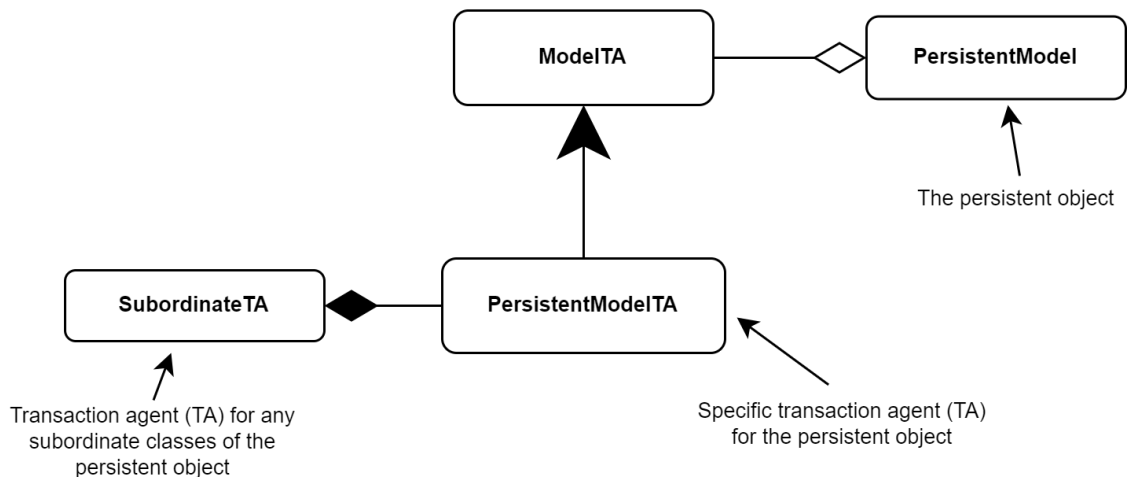 ModelTA
PersistentModel
The persistent object
SubordinateTA
PersistentModelTA
Transaction agent (TA) for any
subordinate classes of the
persistent object
Specific transaction agent (TA)
for the persistent object